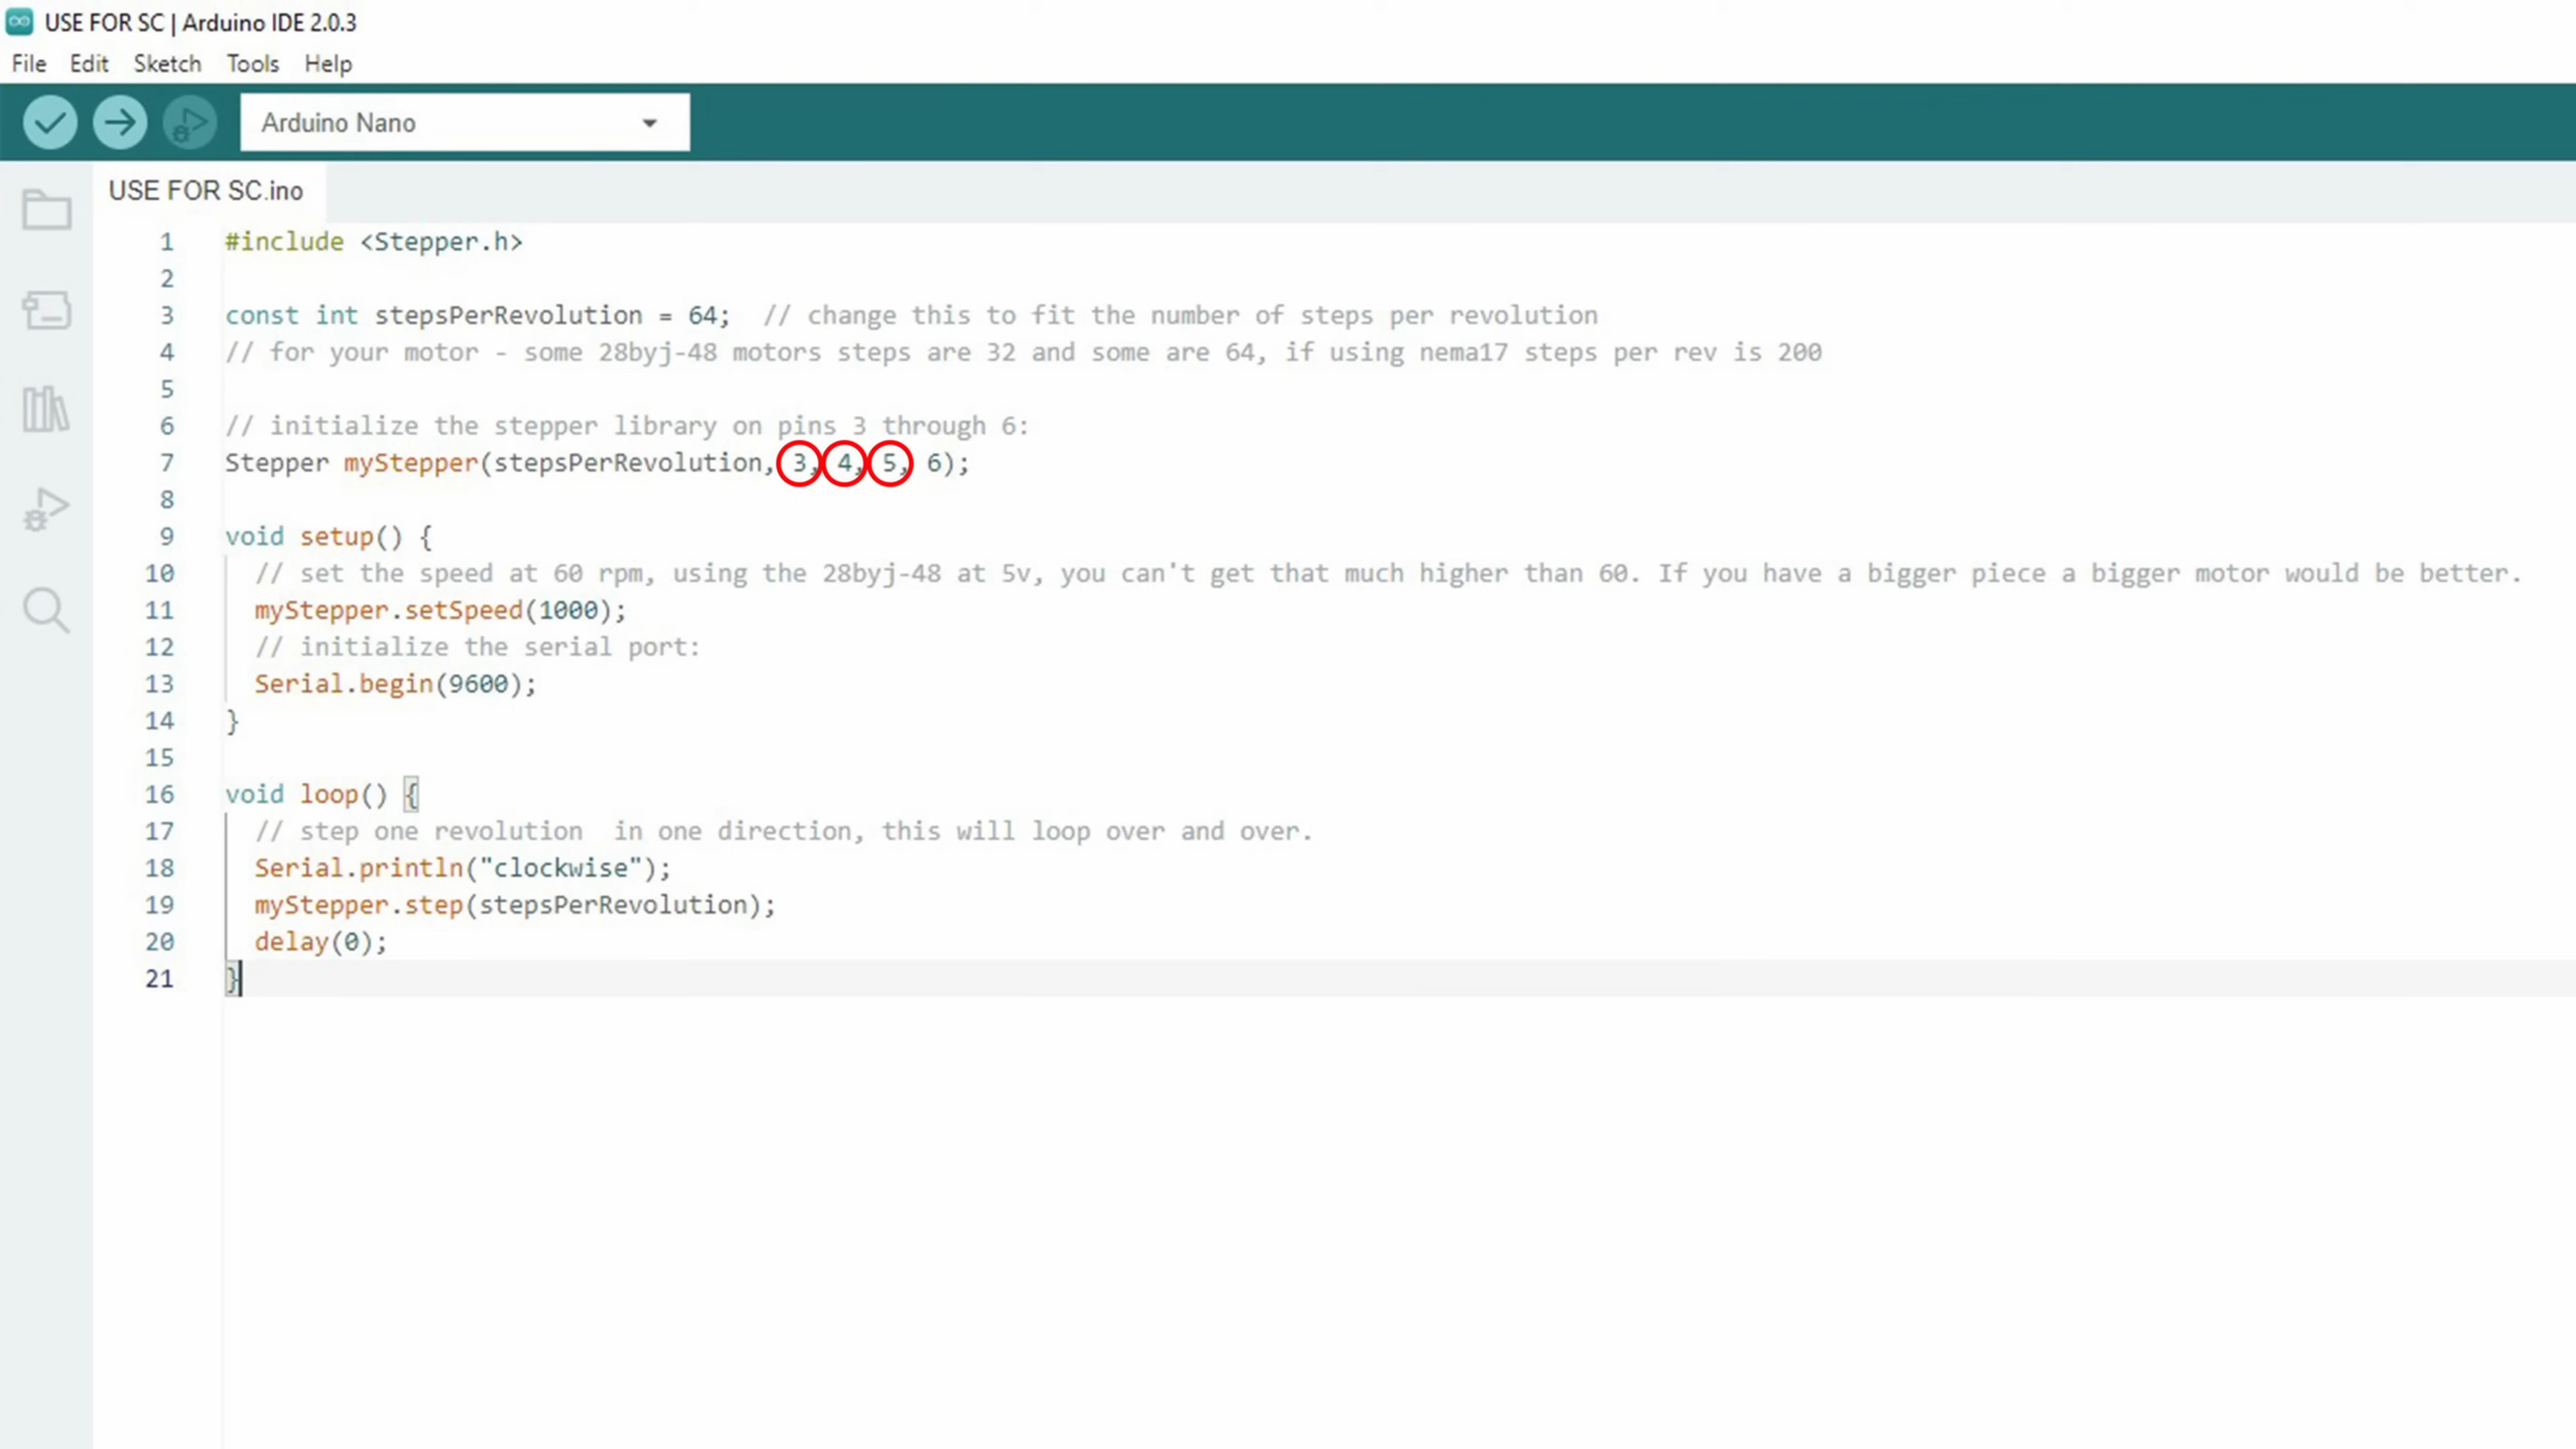 USE FOR SC | Arduino IDE 2.0.3
File Edit Sketch Tools Help
Arduino Nano
USE FOR SC.ino
1 #include <Stepper.h>
2
3 const int stepsPerRevolution = 64;  // change this to fit the number of steps per revolution
4 // for your motor - some 28byj-48 motors steps are 32 and some are 64, if using nema17 steps per rev is 200
5
6 // initialize the stepper library on pins 3 through 6:
7 Stepper myStepper(stepsPerRevolution, 3, 4, 5, 6);
8
9 void setup() {
10   // set the speed at 60 rpm, using the 28byj-48 at 5v, you can't get that much higher than 60. If you have a bigger piece a bigger motor would be better.
11   myStepper.setSpeed(1000);
12   // initialize the serial port:
13   Serial.begin(9600);
14 }
15
16 void loop() {
17   // step one revolution  in one direction, this will loop over and over.
18   Serial.println("clockwise");
19   myStepper.step(stepsPerRevolution);
20   delay(0);
21 }